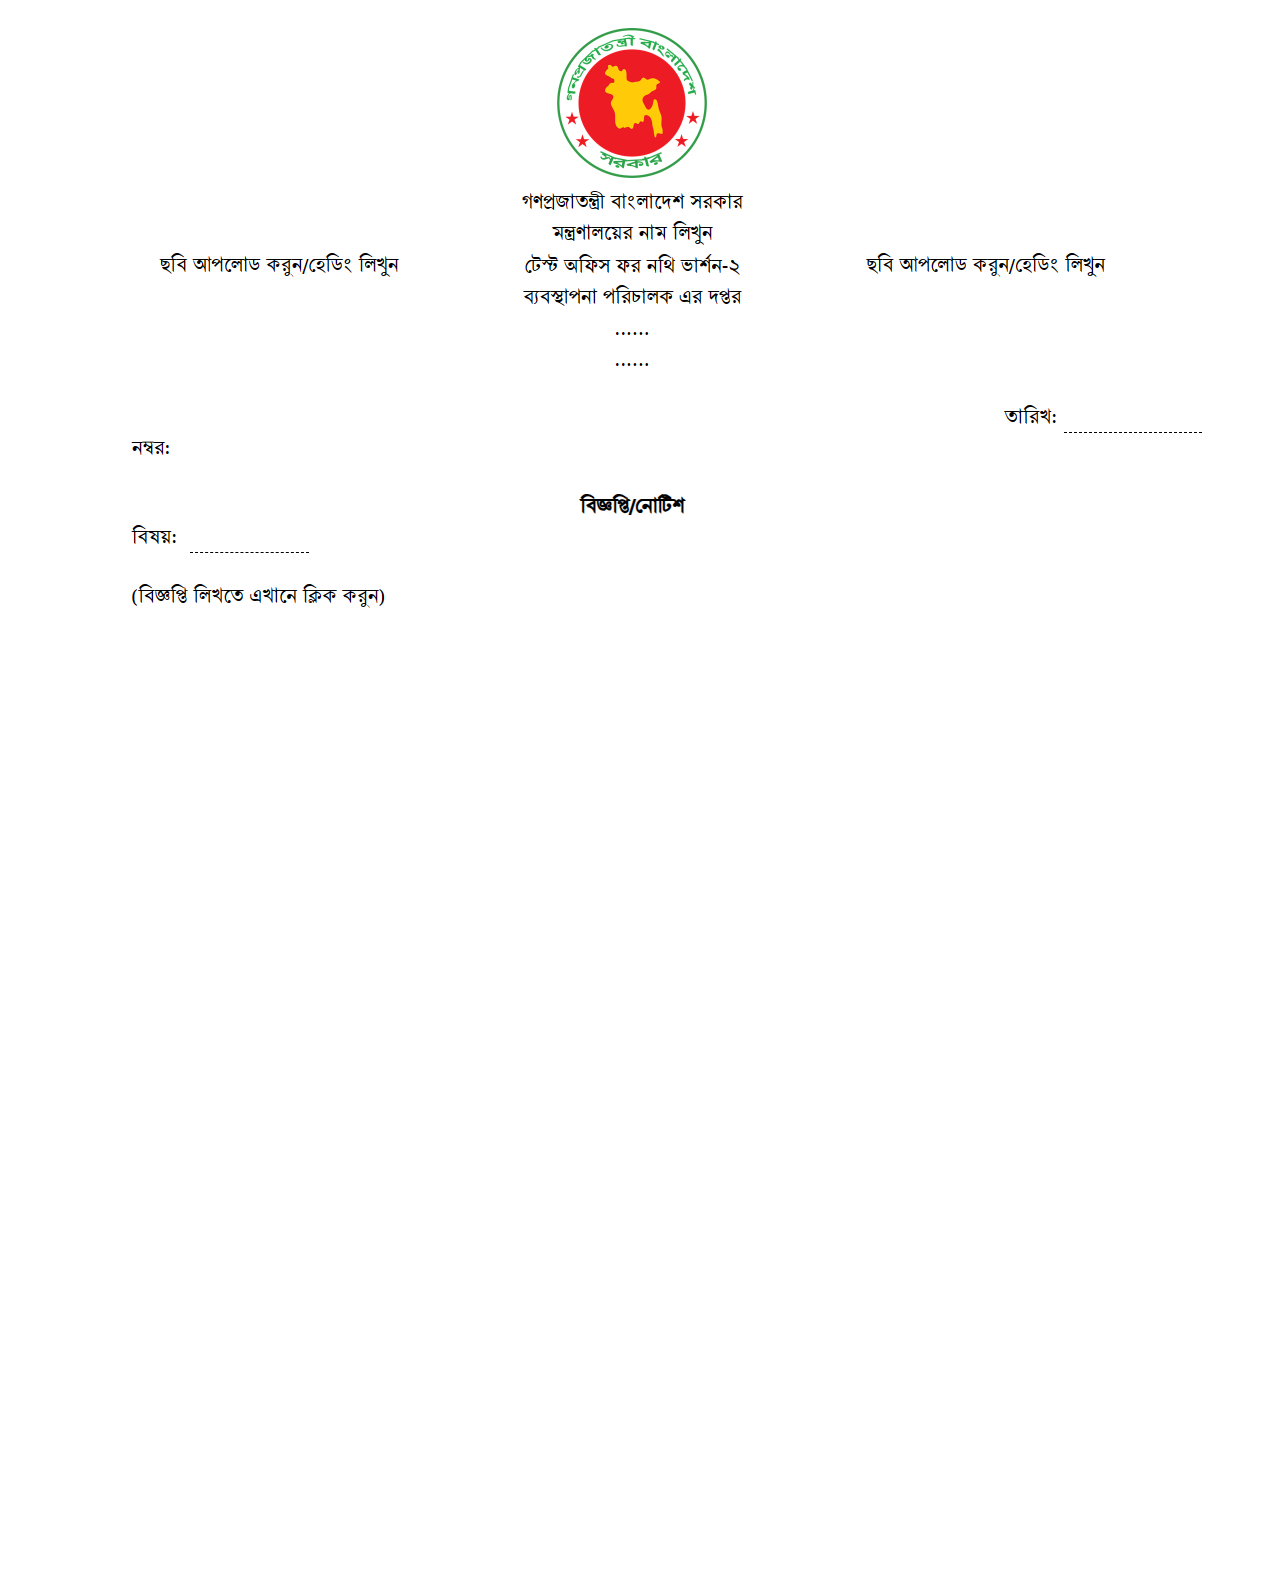 গণপ্রজাতন্ত্রী বাংলাদেশ
সরকার
গণপ্রজাতন্ত্রী বাংলাদেশ সরকার
মন্ত্রণালয়ের নাম লিখুন
ছবি আপলোড করুন/হেডিং লিখুন
টেস্ট অফিস ফর নথি ভার্শন-২
ছবি আপলোড করুন/হেডিং লিখুন
ব্যবস্থাপনা পরিচালক এর দপ্তর
......
......
তারিখ:
নম্বর:
বিজ্ঞপ্তি/নোটিশ
বিষয়:
(বিজ্ঞপ্তি লিখতে এখানে ক্লিক করুন)